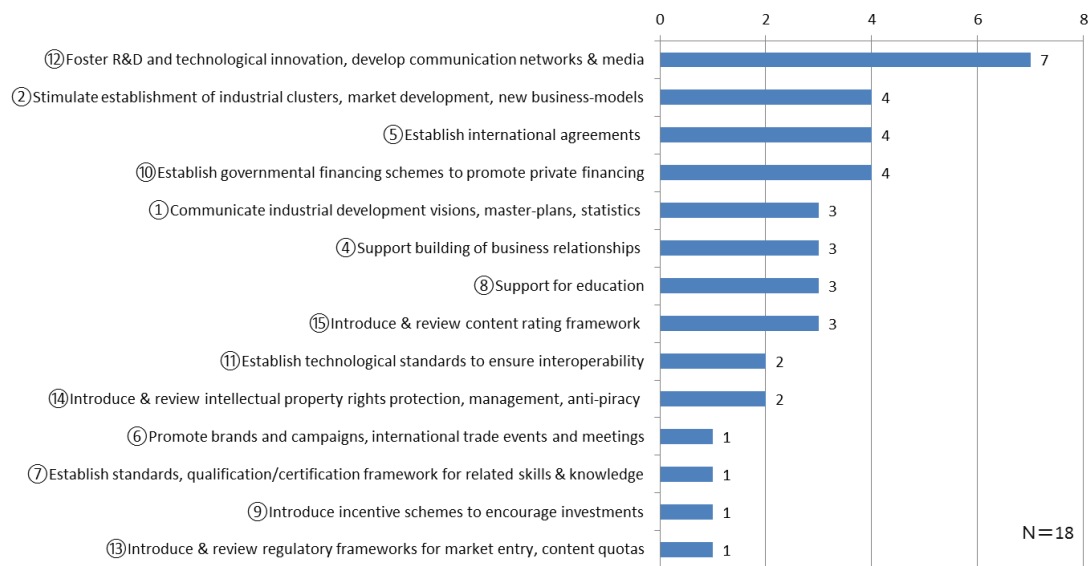 0 2 4 6 8
⑫Foster R&D and technological innovation, develop communication networks & media 7
②Stimulate establishment of industrial clusters, market development, new business-models 4
⑤Establish international agreements 4
⑩Establish governmental financing schemes to promote private financing 4
①Communicate industrial development visions, master-plans, statistics 3
④Support building of business relationships 3
⑧Support for education 3
⑮Introduce & review content rating framework 3
⑪Establish technological standards to ensure interoperability 2
⑭Introduce & review intellectual property rights protection, management, anti-piracy 2
⑥Promote brands and campaigns, international trade events and meetings 1
⑦Establish standards, qualification/certification framework for related skills & knowledge 1
⑨Introduce incentive schemes to encourage investments 1
N=18
⑬Introduce & review regulatory frameworks for market entry, content quotas 1